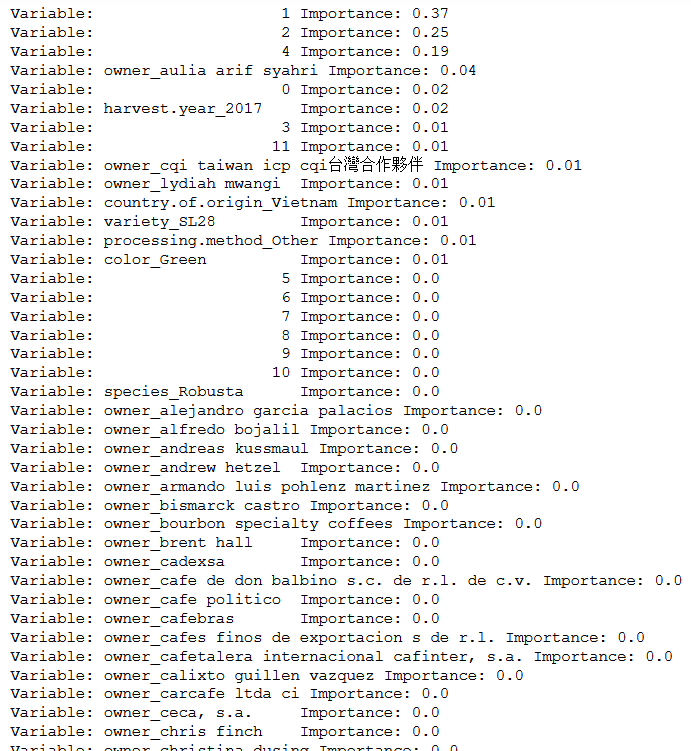 Variable: 1 Importance: 0.37
Variable: 2 Importance: 0.25
Variable: 4 Importance: 0.19
Variable: owner_aulia arif syahri Importance: 0.04
Variable: 0 Importance: 0.02
Variable: harvest.year_2017 Importance: 0.02
Variable: 3 Importance: 0.01
Variable: 11 Importance: 0.01
Variable: owner_cqi taiwan icp cqi台灣合作夥伴 Importance: 0.01
Variable: owner_lydiah mwangi Importance: 0.01
Variable: country.of.origin_Vietnam Importance: 0.01
Variable: variety_SL28 Importance: 0.01
Variable: processing.method_Other Importance: 0.01
Variable: color_Green Importance: 0.01
Variable: 5 Importance: 0.0
Variable: 6 Importance: 0.0
Variable: 7 Importance: 0.0
Variable: 8 Importance: 0.0
Variable: 9 Importance: 0.0
Variable: 10 Importance: 0.0
Variable: species_Robusta Importance: 0.0
Variable: owner_alejandro garcia palacios Importance: 0.0
Variable: owner_alfredo bojalil Importance: 0.0
Variable: owner_andreas kussmaul Importance: 0.0
Variable: owner_andrew hetzel Importance: 0.0
Variable: owner_armando luis pohlenz martinez Importance: 0.0
Variable: owner_bismarck castro Importance: 0.0
Variable: owner_bourbon specialty coffees Importance: 0.0
Variable: owner_brent hall Importance: 0.0
Variable: owner_cadexsa Importance: 0.0
Variable: owner_cafe de don balbino s.c. de r.l. de c.v. Importance: 0.0
Variable: owner_cafe politico Importance: 0.0
Variable: owner_cafebras Importance: 0.0
Variable: owner_cafes finos de exportacion s de r.l. Importance: 0.0
Variable: owner_cafetalera internacional cafinter, s.a. Importance: 0.0
Variable: owner_calixto guillen vazquez Importance: 0.0
Variable: owner_carcafe ltda ci Importance: 0.0
Variable: owner_ceca, s.a. Importance: 0.0
Variable: owner_chris finch Importance: 0.0
Variable: owner_christina dusing Importance: 0.0